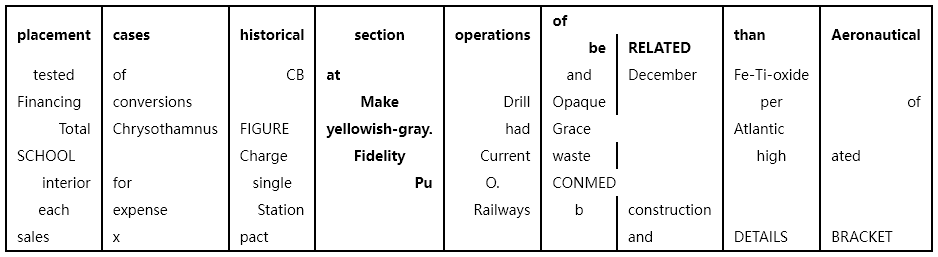 placement cases historical section operations of than Aeronautical
be RELATED
tested of CB at and December Fe-Ti-oxide
Financing conversions Make Drill Opaque per of
Total Chrysothamnus FIGURE yellowish-gray. had Grace Atlantic
SCHOOL Charge Fidelity Current waste high ated
interior for single Pu O. CONMED
each expense Station Railways b construction
sales x pact and DETAILS BRACKET